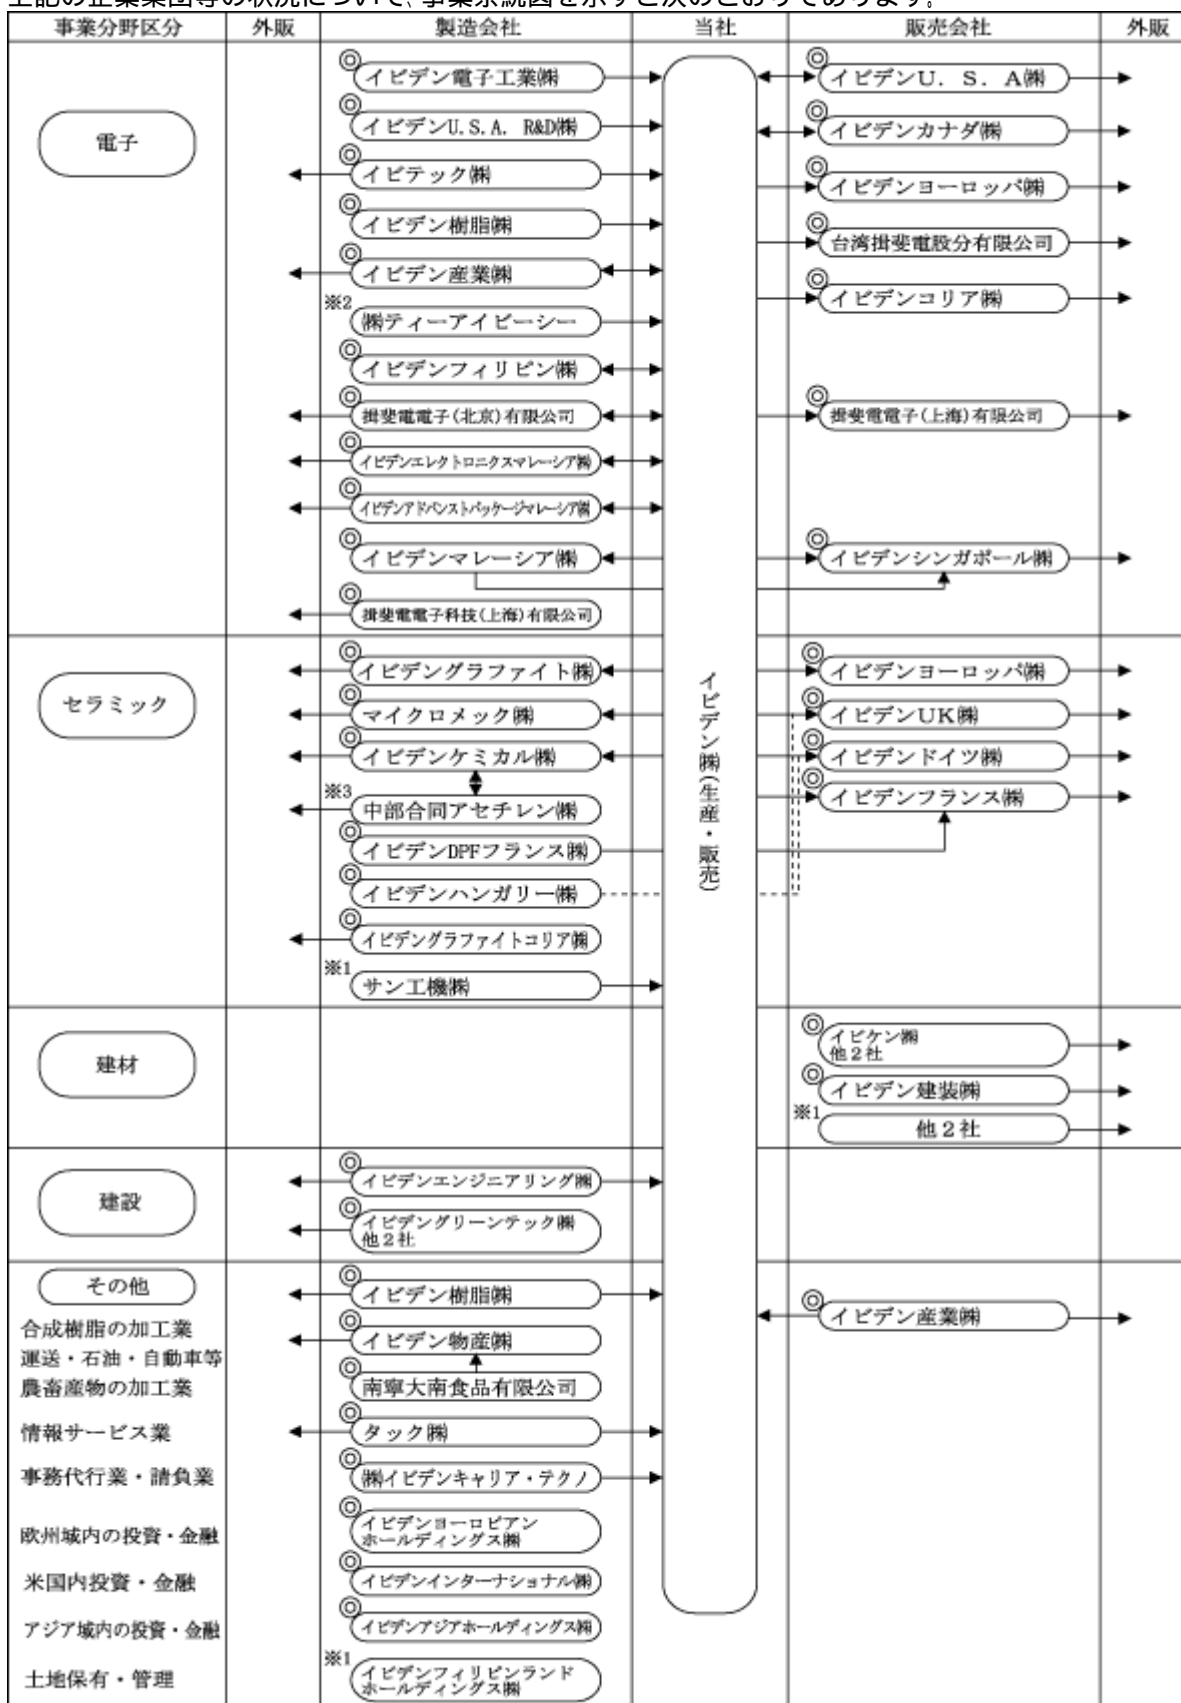 上記の企業集団等の状況について、事業系統図を示すと次のとおりであります。
事業分野区分 外販 製造会社 当社 販売会社 外販
電子
◎イビデン電子工業㈱
◎イビデンU.S.A. R&D㈱
◎イビテック㈱
◎イビデン樹脂㈱
◎イビデン産業㈱
※2 ㈱ティーアイビーシー
◎イビデンフィリピン㈱
◎揖斐電電子(北京)有限公司
◎イビデンエレクトロニクスマレーシア㈱
◎イビデンアドバンストパッケージマレーシア㈱
◎イビデンマレーシア㈱
◎揖斐電電子科技(上海)有限公司
◎イビデンU.S.A㈱
◎イビデンカナダ㈱
◎イビデンヨーロッパ㈱
◎台湾揖斐電股分有限公司
◎イビデンコリア㈱
◎揖斐電電子(上海)有限公司
◎イビデンシンガポール㈱
イビデン㈱(生産・販売)
セラミック
◎イビデングラファイト㈱
◎マイクロメック㈱
◎イビデンケミカル㈱
※3 中部合同アセチレン㈱
◎イビデンDPFフランス㈱
◎イビデンハンガリー㈱
◎イビデングラファイトコリア㈱
※1 サン工機㈱
◎イビデンヨーロッパ㈱
◎イビデンUK㈱
◎イビデンドイツ㈱
◎イビデンフランス㈱
建材
◎イビケン㈱
他2社
◎イビデン建装㈱
※1 他2社
建設
◎イビデンエンジニアリング㈱
◎イビデングリーンテック㈱
他2社
その他
合成樹脂の加工業
運送・石油・自動車等
農畜産物の加工業
情報サービス業
事務代行業・請負業
欧州域内の投資・金融
米国内投資・金融
アジア域内の投資・金融
土地保有・管理
◎イビデン樹脂㈱
◎イビデン物産㈱
◎南寧大南食品有限公司
◎タック㈱
◎㈱イビデンキャリア・テクノ
◎イビデンヨーロピアン
ホールディングス㈱
◎イビデンインターナショナル㈱
◎イビデンアジアホールディングス㈱
※1 イビデンフィリピンランド
ホールディングス㈱
◎イビデン産業㈱